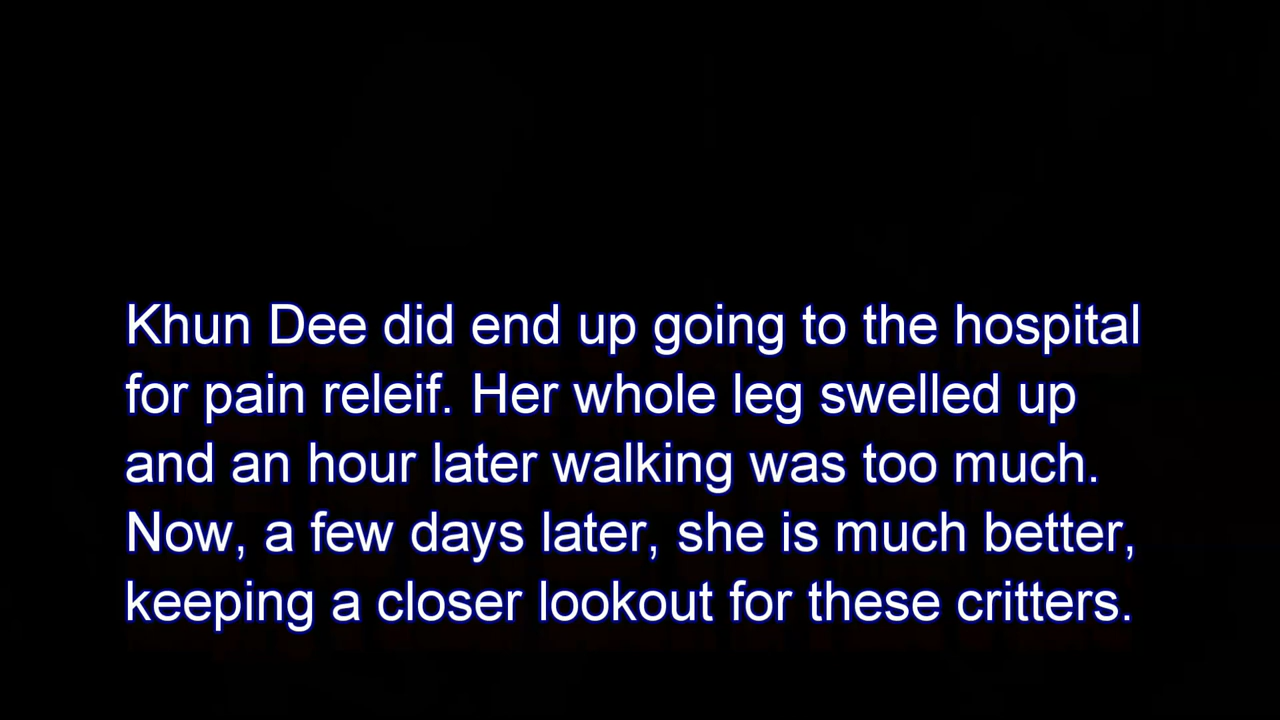 Khun Dee did end up going to the hospital
for pain releif. Her whole leg swelled up
and an hour later walking was too much.
Now, a few days later, she is much better,
keeping a closer lookout for these critters.